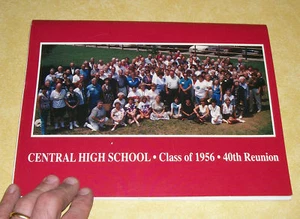 CENTRAL HIGH SCHOOL • Class of 1956 • 40th Reunion